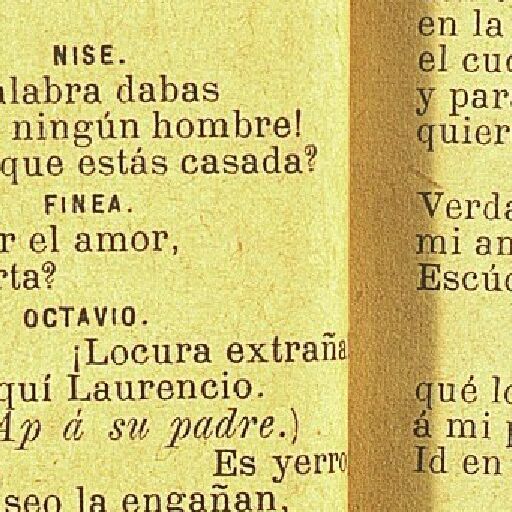 NISE.
alabra dabas
ningún hombre!
que estás casada?
FINEA.
r el amor,
rta?
OCTAVIO.
¡Locura extraña
quí Laurencio.
Ap á su padre.)
Es yerro
seo la engañan,
en la
el cuo
y par
quier
Verda
mi am
Escúc
qué lo
á mi p
Id en